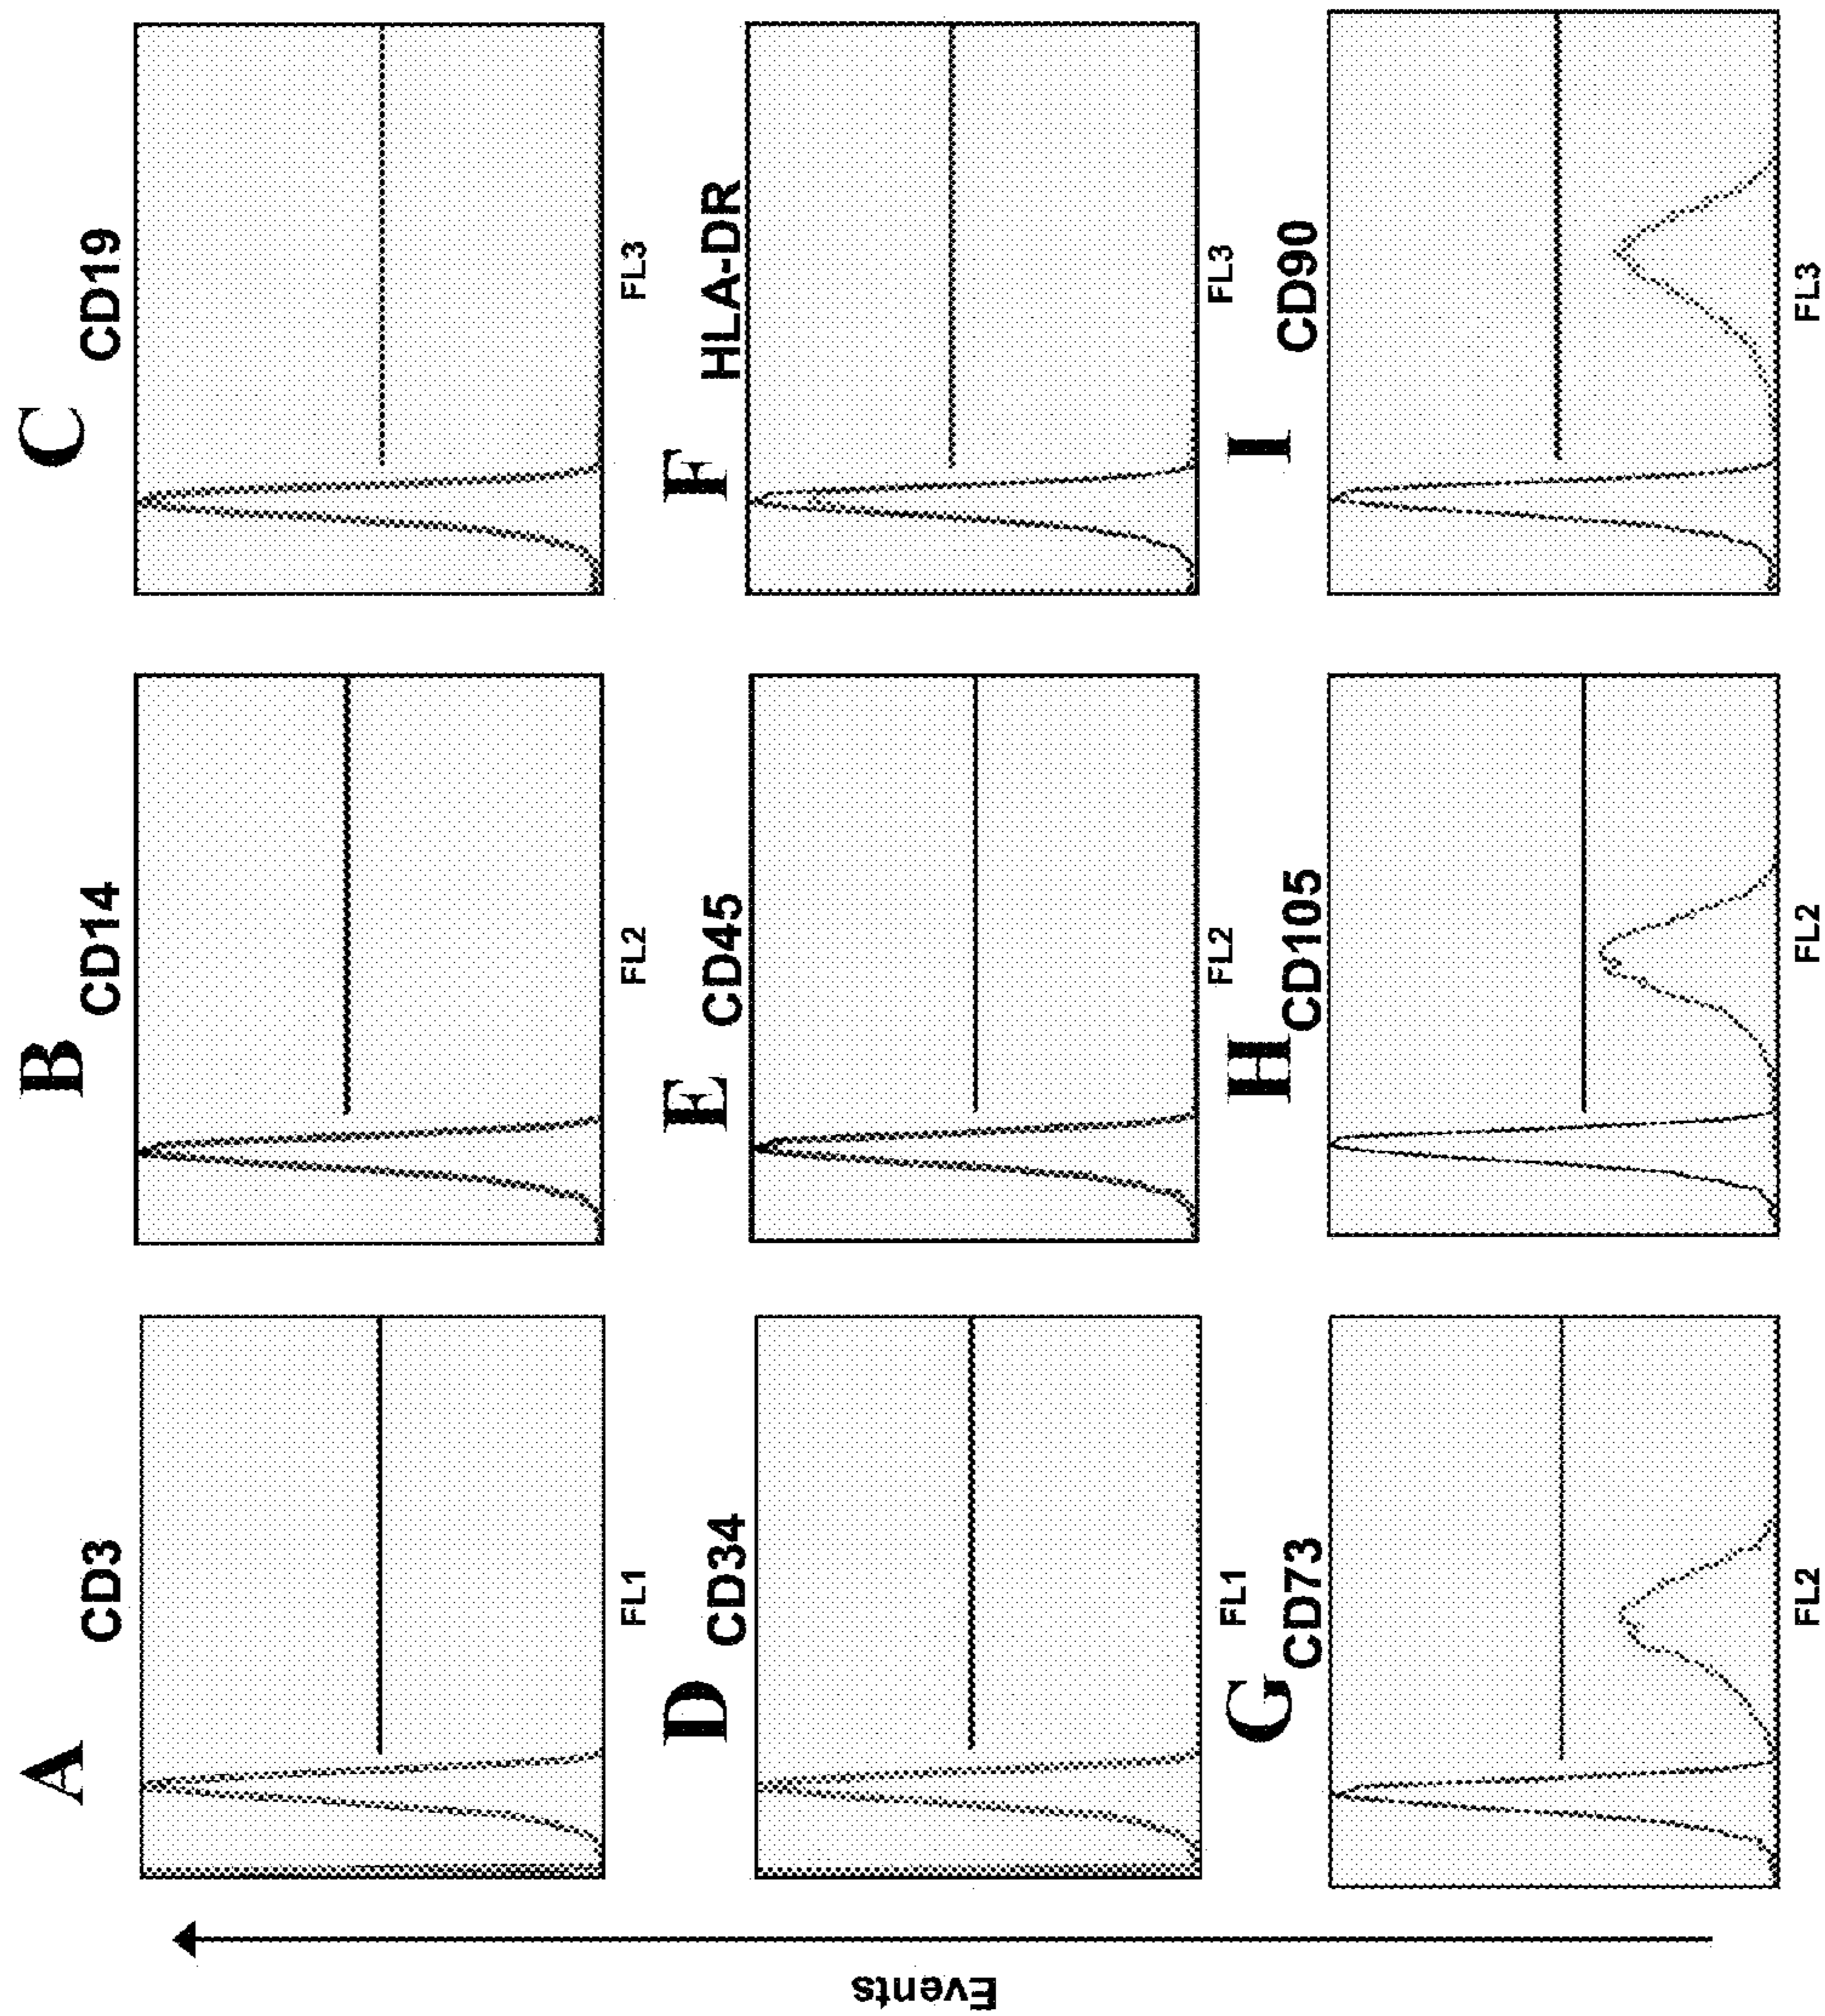 A B C
CD3 CD14 CD19
FL1 FL2 FL3
D E F
CD34 CD45 HLA-DR
FL1 FL2 FL3
G H I
CD73 CD105 CD90
FL2 FL2 FL3
Events